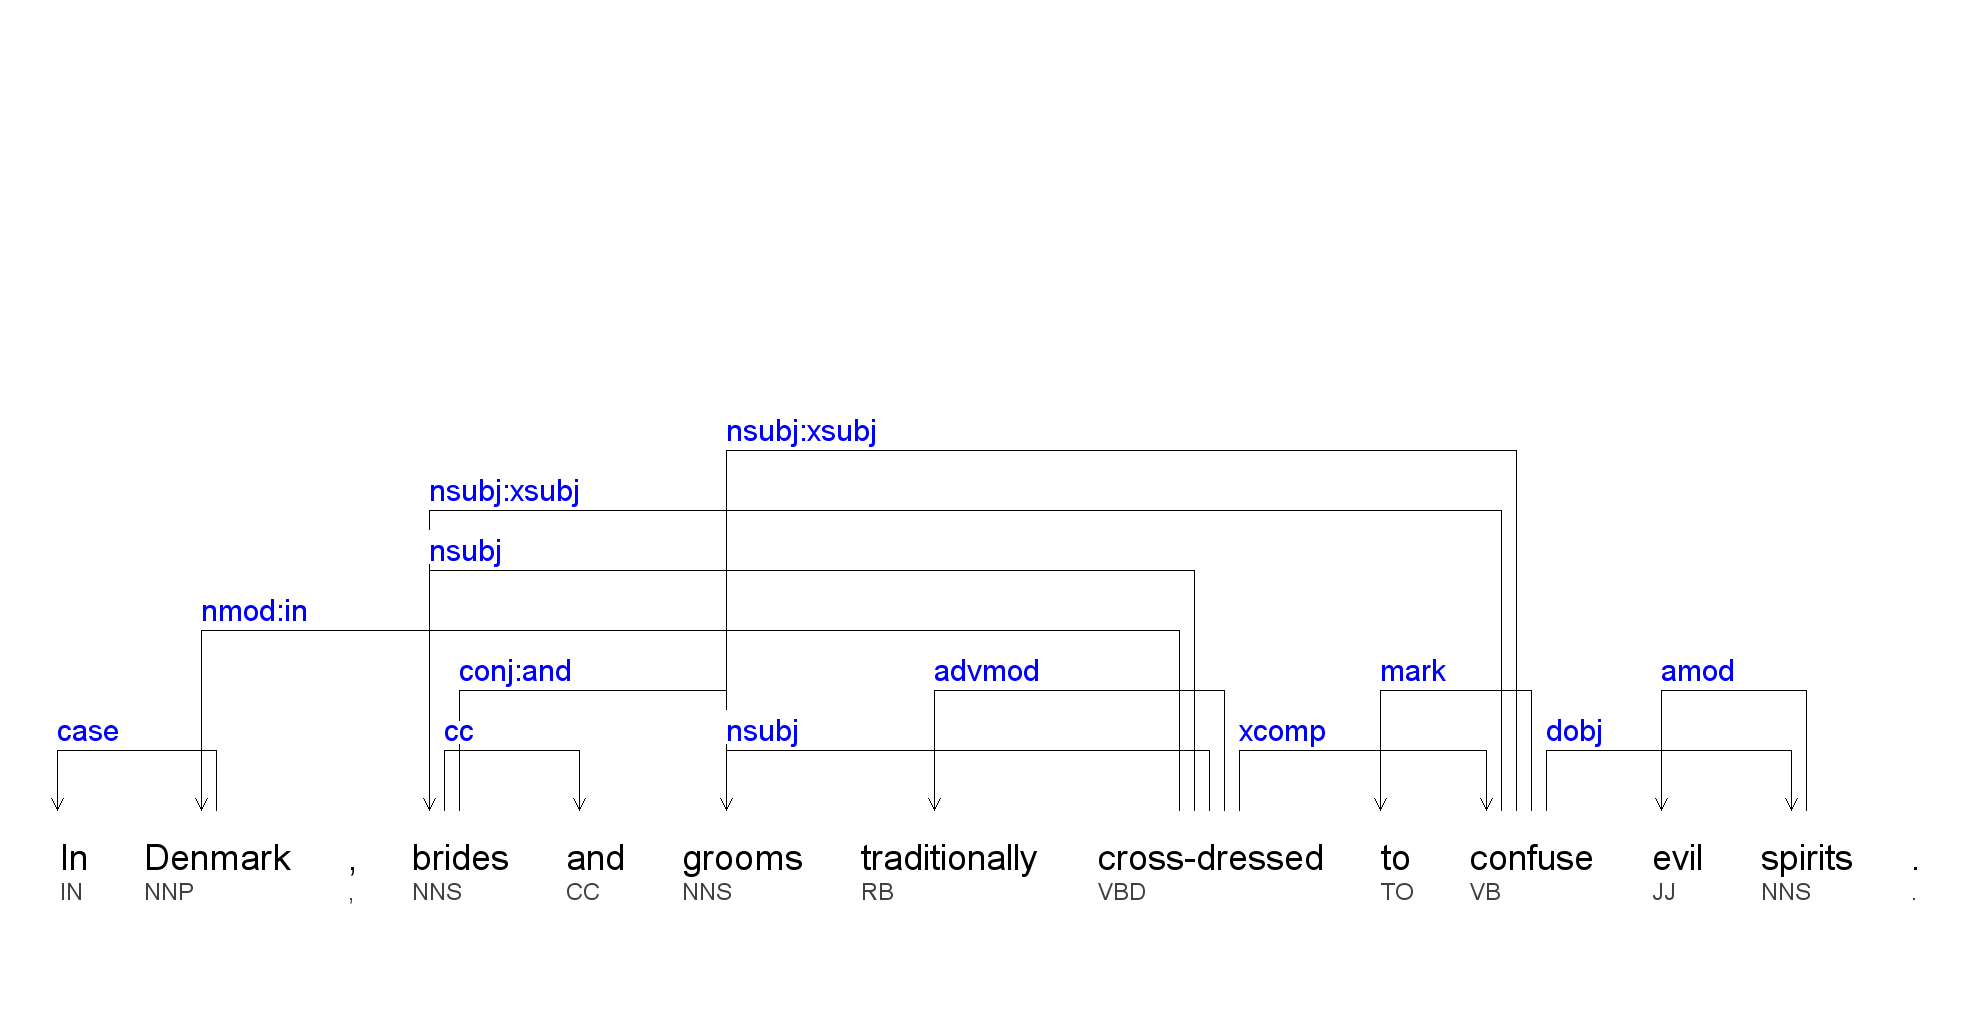 nsubj:xsubj
nsubj:xsubj
nsubj
nmod:in
conj:and advmod mark amod
case cc nsubj xcomp dobj
In Denmark , brides and grooms traditionally cross-dressed to confuse evil spirits .
IN NNP , NNS CC NNS RB VBD TO VB JJ NNS .